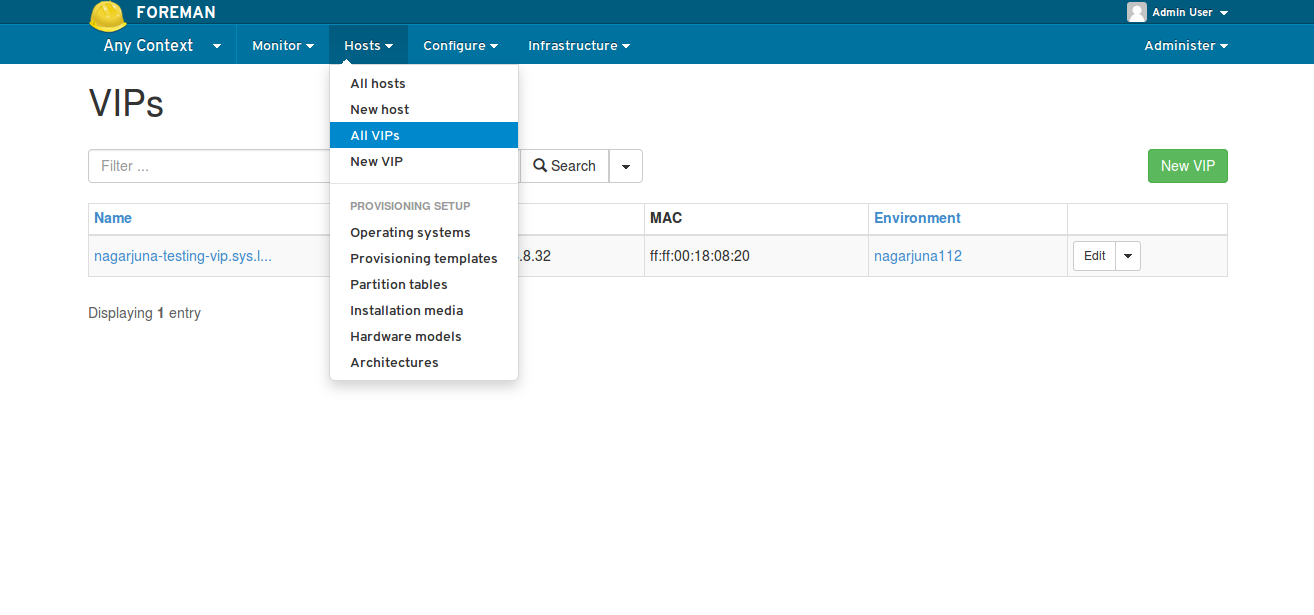 FOREMAN
Admin User
Any Context
Monitor
Hosts
Configure
Infrastructure
Administer
All hosts
New host
All VIPs
New VIP
PROVISIONING SETUP
Operating systems
Provisioning templates
Partition tables
Installation media
Hardware models
Architectures
VIPs
Filter ...
Search
New VIP
Name MAC Environment
nagarjuna-testing-vip.sys.l... .8.32 ff:ff:00:18:08:20 nagarjuna112 Edit
Displaying 1 entry